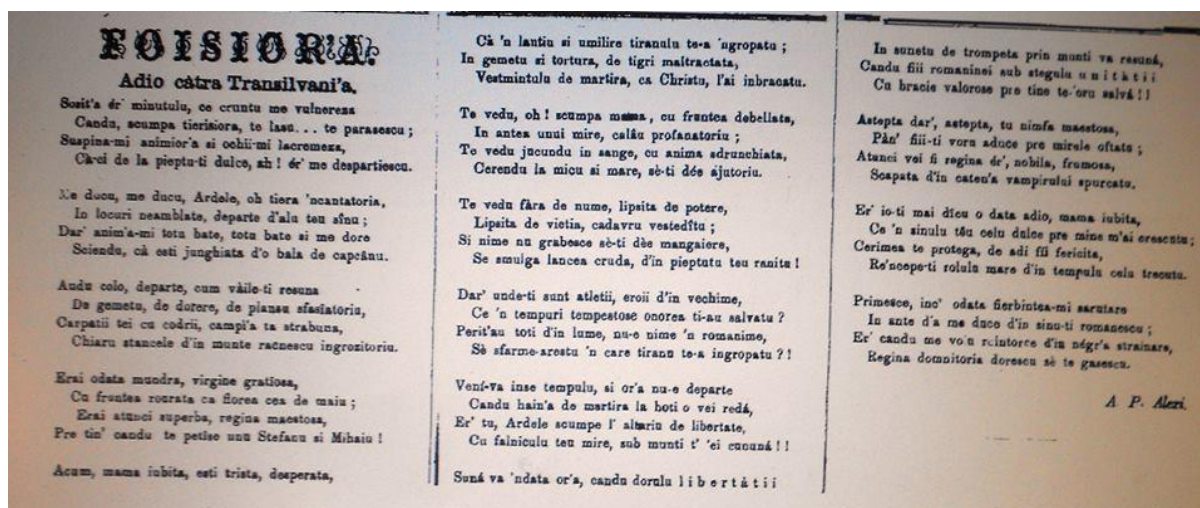 FOISIOR'A.
Adio càtra Transilvani'a.
Sosit'a ér' minutulu, ce cruntu me vulnereza
Candu, scumpa tierisiora, te lasu... te parasescu;
Suspina-mi animior'a si ochii-mi lacremeza,
Cà-ci de la pieptu-ti dulce, ah! ér' me despartiescu.
Me ducu, me ducu, Ardele, oh tiera 'ncantatoria,
In locuri neamblate, departe d'alu teu sînu;
Dar' anim'a-mi totu bate, totu bate si me dore
Sciendu, cà esti junghiata d'o bala de capcânu.
Audu colo, departe, cum vàile-ti resuna
De gemetu, de dorere, de plansu sfasîatoriu,
Carpatii tei cu codrii, campi'a ta strabuna,
Chiaru stancele d'in munte racnescu ingrozitoriu.
Erai odata mundra, virgine gratiosa,
Cu fruntea rourata ca florea cea de maiu;
Erai atunci superba, regina maestosa,
Pre tin' candu te petise unu Stefanu si Mihaiu!
Acum, mama iubita, esti trista, desperata,
Cà 'n lantiu si umilire tiranulu te-a 'ngropatu;
In gemetu si tortura, de tigri maltractata,
Vestmintulu de martira, ca Christu, l'ai inbracatu.
Te vedu, oh! scumpa mama, cu fruntea debellata,
In antea unui mire, calâu profanatoriu;
Te vedu jacundu in sange, cu anima sdrunchiata,
Cerendu la micu si mare, sè-ti dée ajutoriu.
Te vedu fàra de nume, lipsita de potere,
Lipsita de vietia, cadavru vestedîtu;
Si nime nu grabesce sè-ti dèe mangaiere,
Se smulga lancea cruda, d'in pieptutu teu ranitu!
Dar' unde-ti sunt atletii, eroii d'in vechime,
Ce 'n tempuri tempestose onorea ti-au salvatu?
Perit'au toti d'in lume, nu-e nime 'n romanime,
Sè sfarme-arestu 'n care tiranu te-a ingropatu?!
Vení-va inse tempulu, si or'a nu-e departe
Candu hain'a de martira la hoti o vei redá,
Er' tu, Ardele scumpe l' altariu de libertate,
Cu falniculu teu mire, sub munti t' 'ei cununá!!
Suná va 'ndata or'a, candu dorulu libertàtii
In sunetu de trompeta prin munti va resuná,
Candu fiii romaninei sub stegulu unitàtii
Cu bracie valorose pre tine te-'oru salvá!!
Astepta dar', astepta, tu nimfa maestosa,
Pàn' fiii-ti voru aduce pre mirele oftatu;
Atunci vei fi regina ér', nobila, frumosa,
Scapata d'in caten'a vampirului spurcatu.
Er' io-ti mai dîcu o data adio, mama iubita,
Ce 'n sinulu têu celu dulce pre mine m'ai crescutu;
Cerimea te protega, de adi fíi fericita,
Re'ncepe-ti rolulu mare d'in tempulu celu trecutu.
Primesce, inc' odata fierbintea-mi sarutare
In ante d'a me duce d'in sinu-ti romanescu;
Er' candu me vo'u reintorce d'in négr'a strainare,
Regina domnitoria dorescu sè te gasescu.
A. P. Alexi.